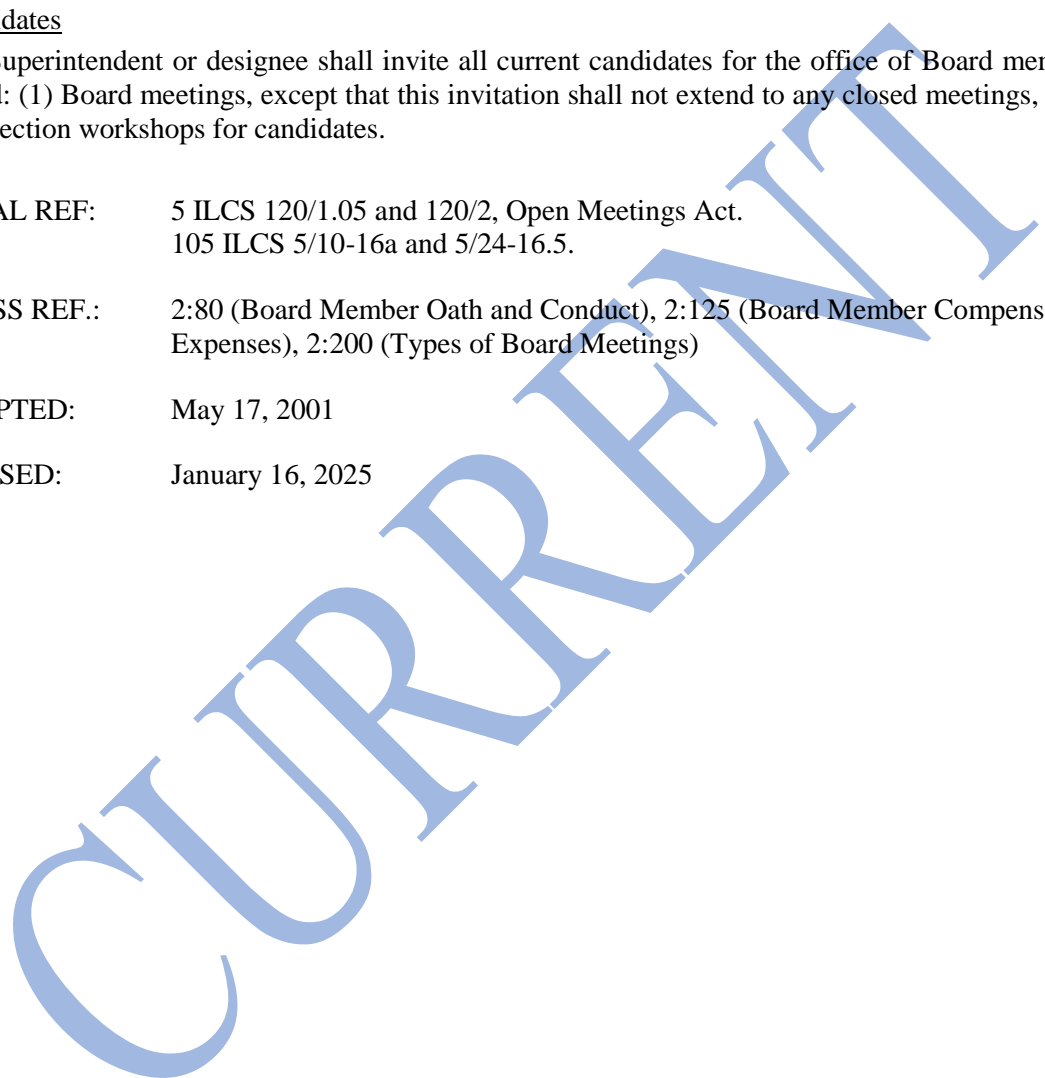 dates
uperintendent or designee shall invite all current candidates for the office of Board mem
: (1) Board meetings, except that this invitation shall not extend to any closed meetings,
ection workshops for candidates.
AL REF: 5 ILCS 120/1.05 and 120/2, Open Meetings Act.
105 ILCS 5/10-16a and 5/24-16.5.
SS REF.: 2:80 (Board Member Oath and Conduct), 2:125 (Board Member Compens
Expenses), 2:200 (Types of Board Meetings)
PTED: May 17, 2001
SED: January 16, 2025
CURRENT